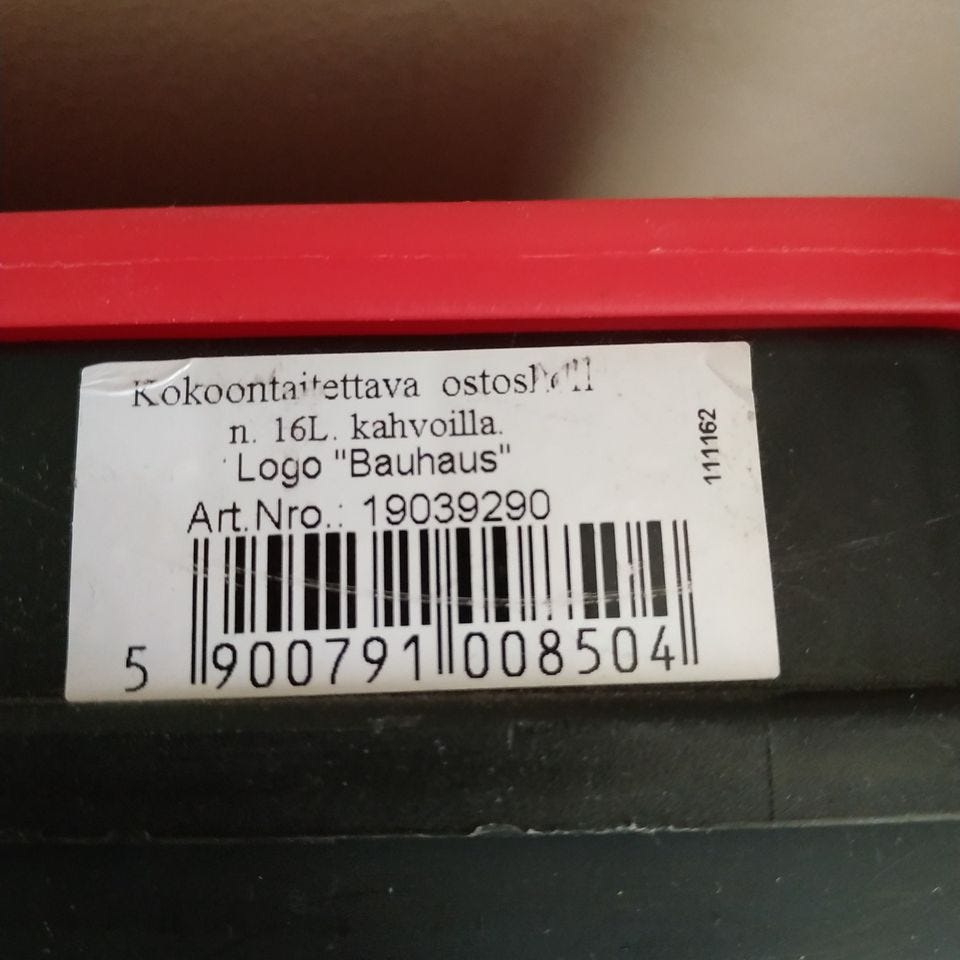 Kokoontaitettava
n. 16L. kahvoilla.
Logo "Bauhaus"
Art.Nro.: 19039290
5 900791 008504
111162